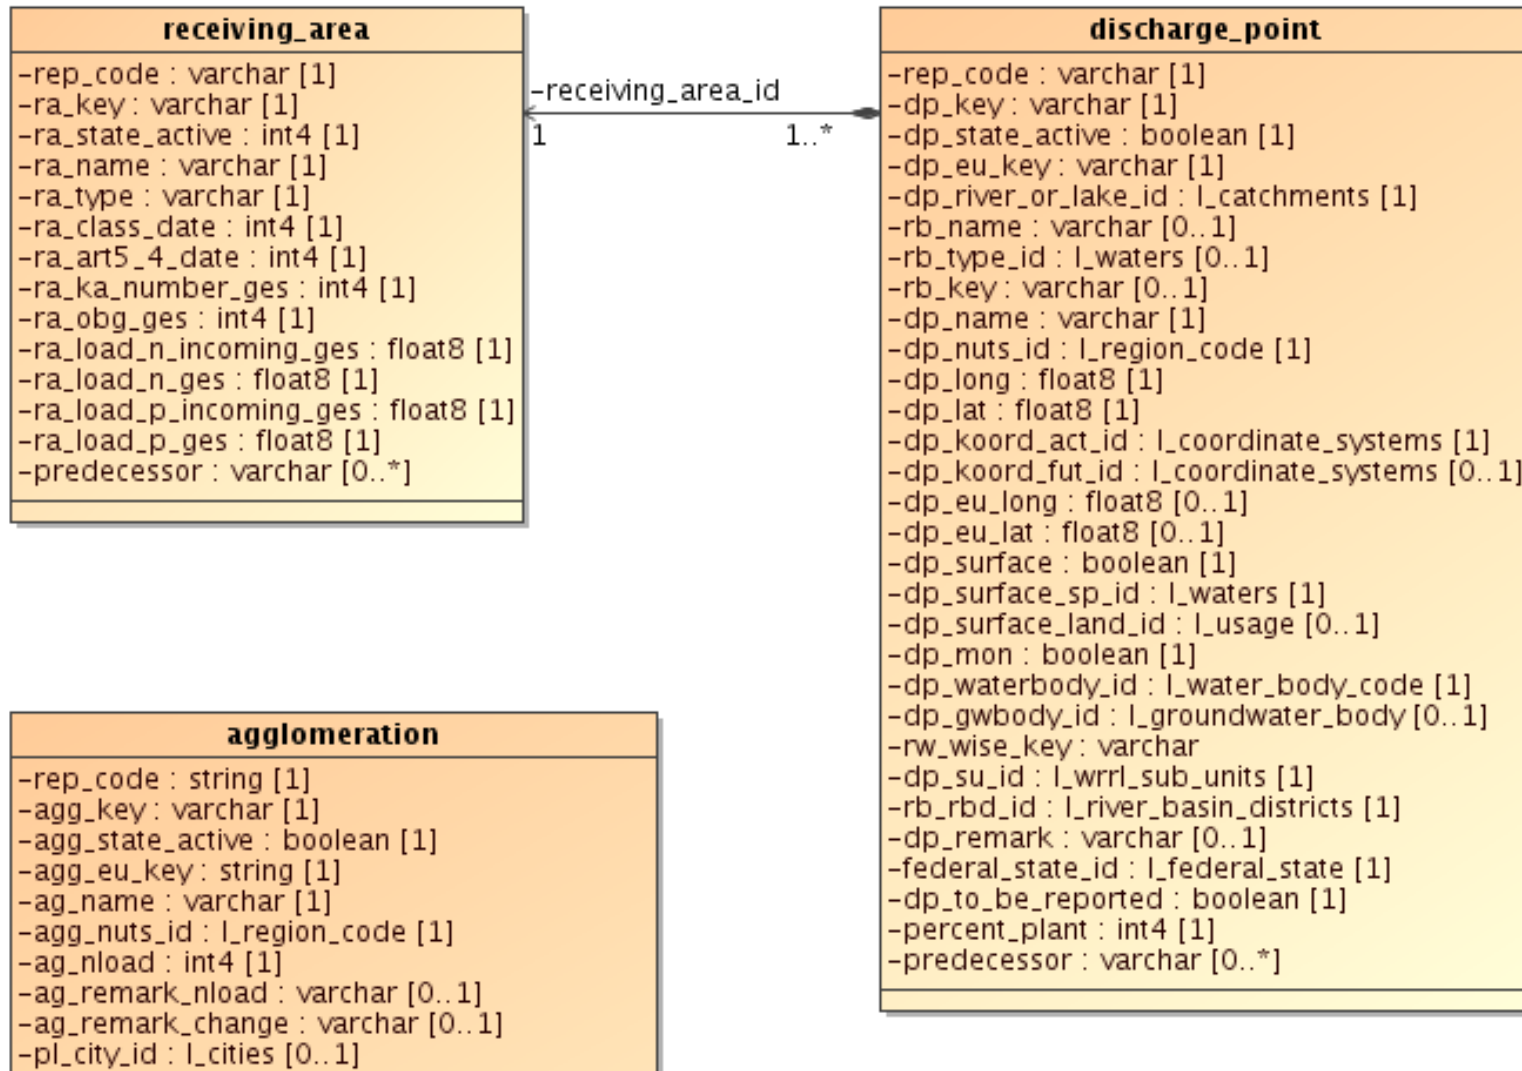 receiving_area
-rep_code : varchar [1]
-ra_key : varchar [1]
-ra_state_active : int4 [1]
-ra_name : varchar [1]
-ra_type : varchar [1]
-ra_class_date : int4 [1]
-ra_art5_4_date : int4 [1]
-ra_ka_number_ges : int4 [1]
-ra_obg_ges : int4 [1]
-ra_load_n_incoming_ges : float8 [1]
-ra_load_n_ges : float8 [1]
-ra_load_p_incoming_ges : float8 [1]
-ra_load_p_ges : float8 [1]
-predecessor : varchar [0..*]
-receiving_area_id
1 1..*
discharge_point
-rep_code : varchar [1]
-dp_key : varchar [1]
-dp_state_active : boolean [1]
-dp_eu_key : varchar [1]
-dp_river_or_lake_id : l_catchments [1]
-rb_name : varchar [0..1]
-rb_type_id : l_waters [0..1]
-rb_key : varchar [0..1]
-dp_name : varchar [1]
-dp_nuts_id : l_region_code [1]
-dp_long : float8 [1]
-dp_lat : float8 [1]
-dp_koord_act_id : l_coordinate_systems [1]
-dp_koord_fut_id : l_coordinate_systems [0..1]
-dp_eu_long : float8 [0..1]
-dp_eu_lat : float8 [0..1]
-dp_surface : boolean [1]
-dp_surface_sp_id : l_waters [1]
-dp_surface_land_id : l_usage [0..1]
-dp_mon : boolean [1]
-dp_waterbody_id : l_water_body_code [1]
-dp_gwbody_id : l_groundwater_body [0..1]
-rw_wise_key : varchar
-dp_su_id : l_wrrl_sub_units [1]
-rb_rbd_id : l_river_basin_districts [1]
-dp_remark : varchar [0..1]
-federal_state_id : l_federal_state [1]
-dp_to_be_reported : boolean [1]
-percent_plant : int4 [1]
-predecessor : varchar [0..*]
agglomeration
-rep_code : string [1]
-agg_key : varchar [1]
-agg_state_active : boolean [1]
-agg_eu_key : string [1]
-ag_name : varchar [1]
-agg_nuts_id : l_region_code [1]
-ag_nload : int4 [1]
-ag_remark_nload : varchar [0..1]
-ag_remark_change : varchar [0..1]
-pl_city_id : l_cities [0..1]